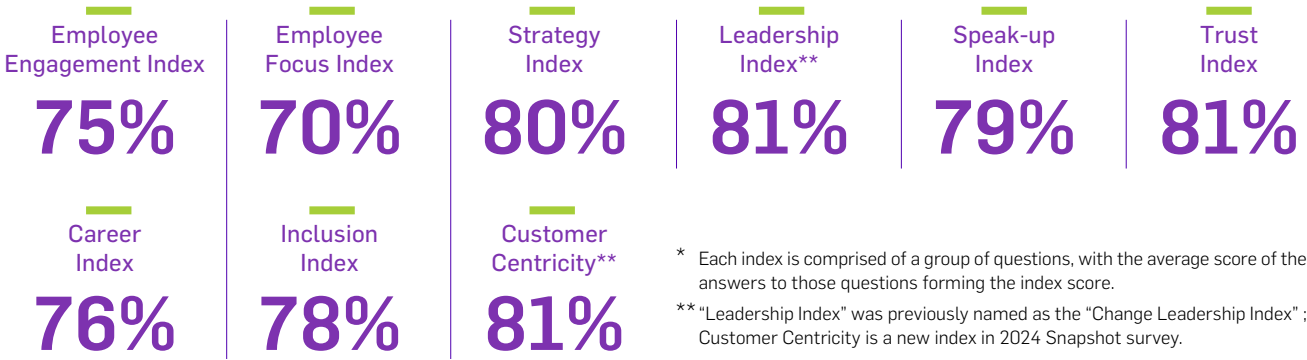 Employee
Engagement Index
75%
Employee
Focus Index
70%
Strategy
Index
80%
Leadership
Index**
81%
Speak-up
Index
79%
Trust
Index
81%
Career
Index
76%
Inclusion
Index
78%
Customer
Centricity**
81%
* Each index is comprised of a group of questions, with the average score of the
answers to those questions forming the index score.
** “Leadership Index” was previously named as the “Change Leadership Index” ;
Customer Centricity is a new index in 2024 Snapshot survey.